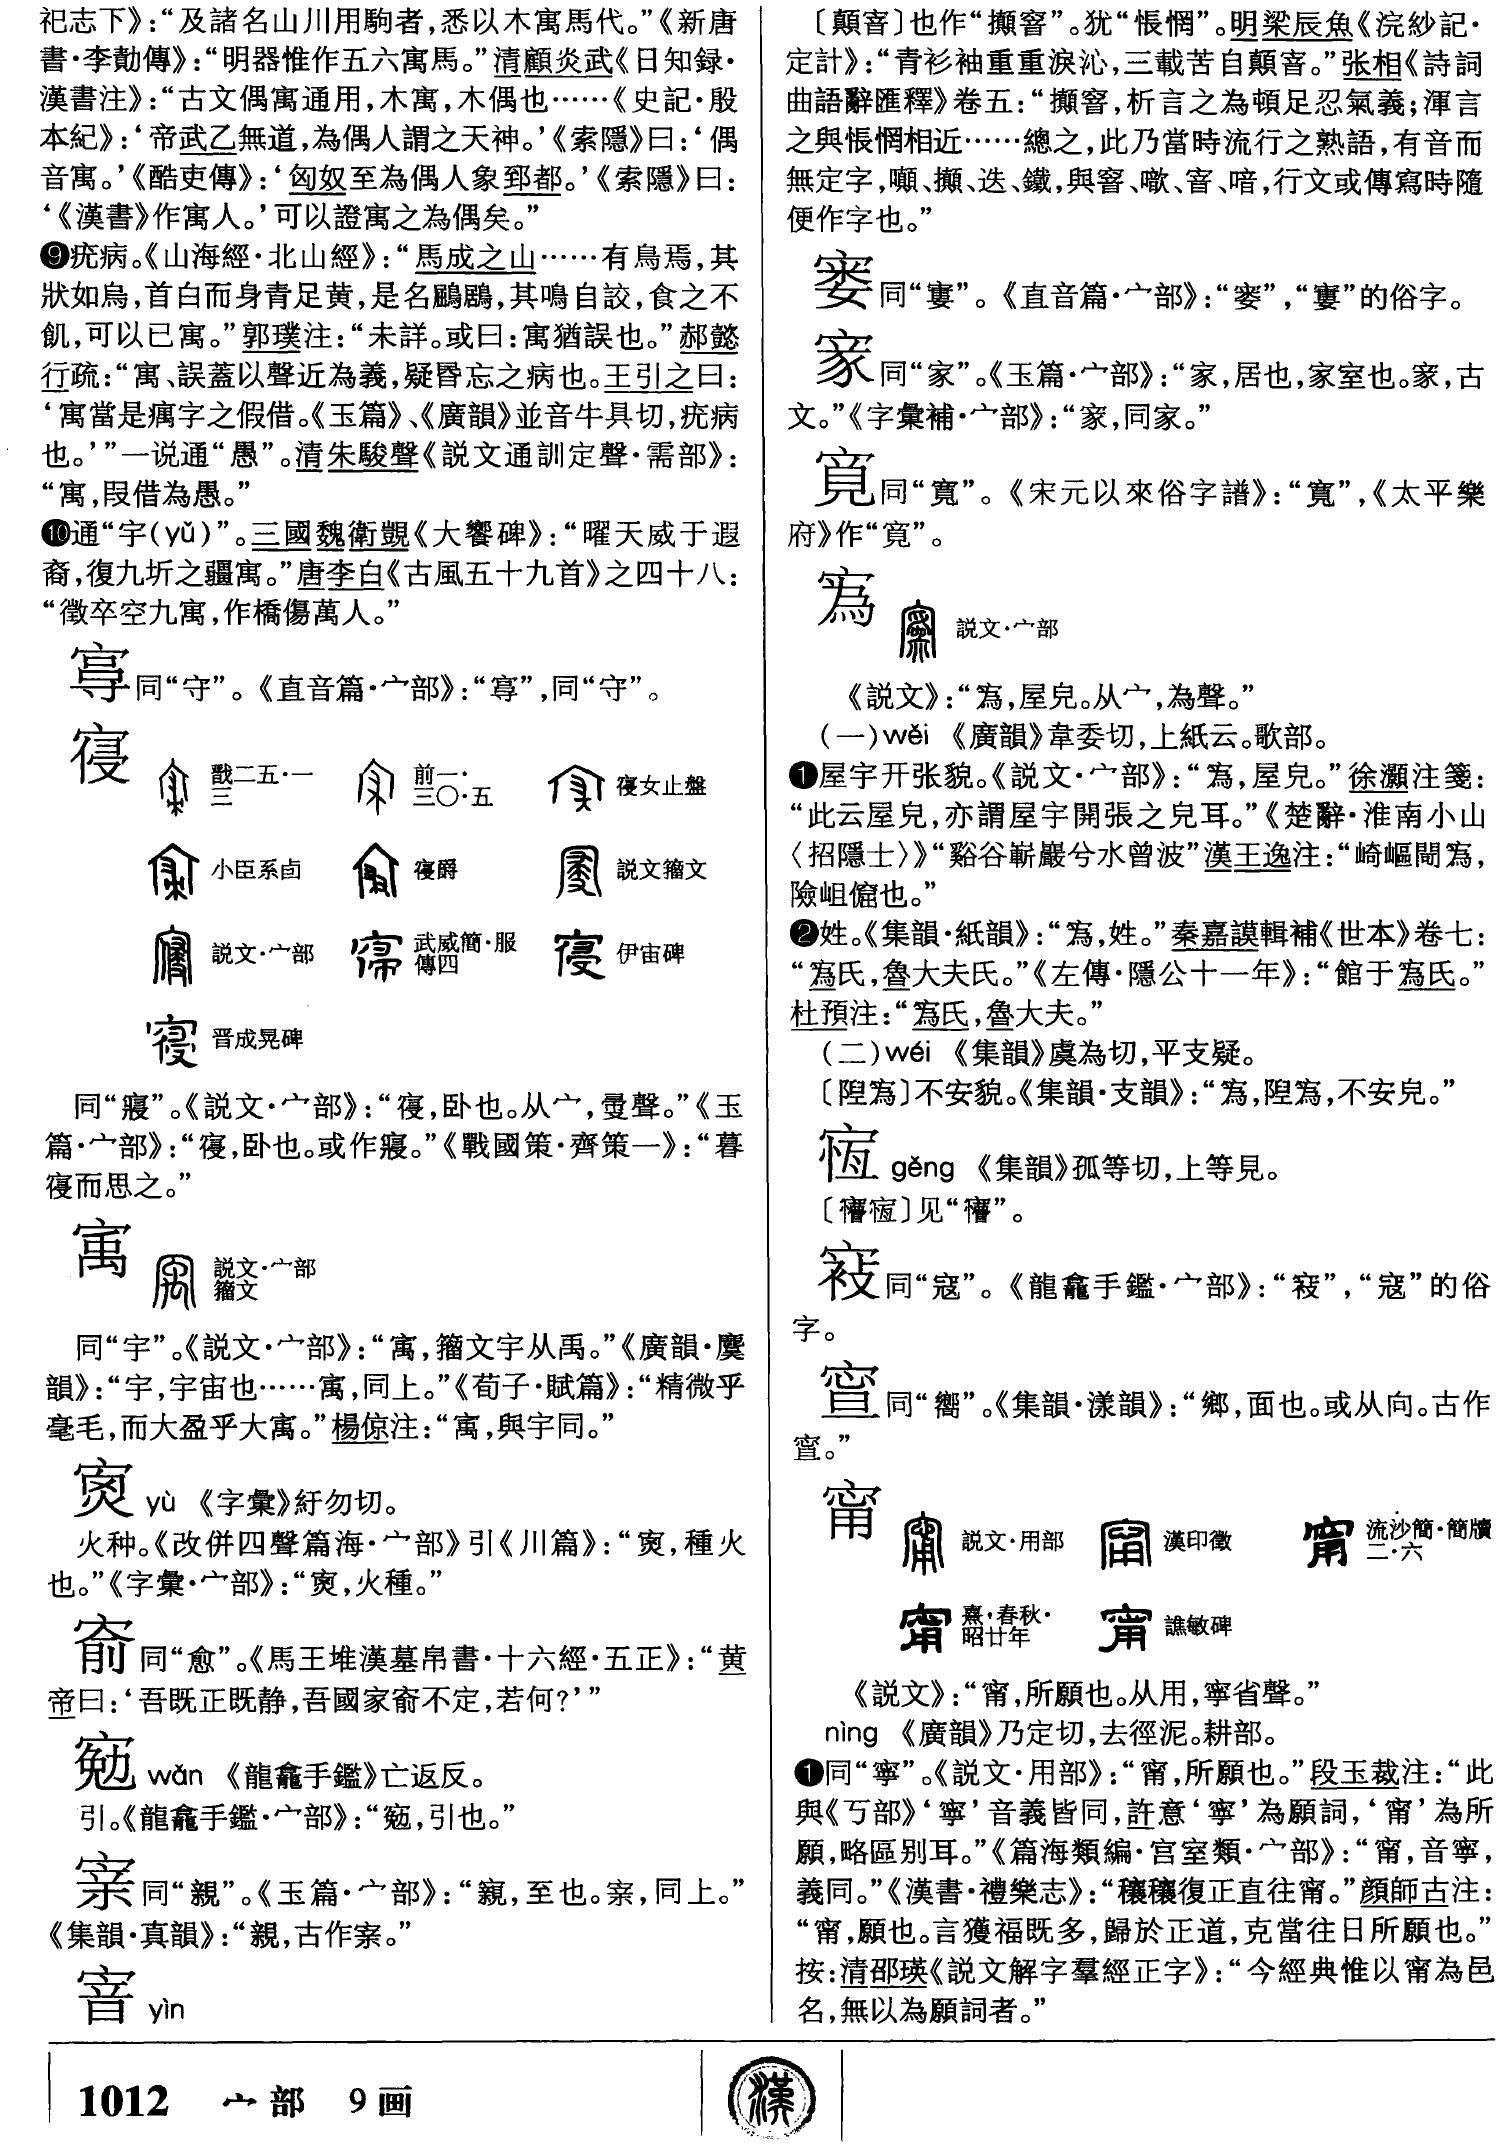 祀志下》：“及諸名山川用駒者，悉以木寓馬代。”《新唐
書·李勣傳》：“明器惟作五六寓馬。”清顧炎武《日知録·
漢書注》：“古文偶寓通用，木寓，木偶也……《史記·殷
本紀》：‘帝武乙無道，為偶人謂之天神。’《索隱》曰：‘偶
音寓。’《酷吏傳》：‘匈奴至為偶人象郅都。’《索隱》曰：
‘《漢書》作寓人。’可以證寓之為偶矣。”
❾疣病。《山海經·北山經》：“馬成之山……有鳥焉，其
狀如烏，首白而身青足黄，是名鶌鶋，其鳴自詨，食之不
飢，可以已寓。”郭璞注：“未詳。或曰：寓猶誤也。”郝懿
行疏：“寓、誤蓋以聲近為義，疑昬忘之病也。王引之曰：
‘寓當是㾧字之假借。《玉篇》、《廣韻》並音牛具切，疣病
也。’”一说通“愚”。清朱駿聲《説文通訓定聲·需部》：
“寓，叚借為愚。”
❿通“宇(yǔ)”。三國魏衛覬《大饗碑》：“曜天威于遐
裔，復九圻之疆寓。”唐李白《古風五十九首》之四十八：
“徵卒空九寓，作橋傷萬人。”
同“守”。《直音篇·宀部》：“”，同“守”。
寑
戩二五·一三
前一·三〇·五
寑女止盤
小臣系卣
寑爵
説文籀文
説文·宀部
武威簡·服傳四
伊宙碑
晋成晃碑
同“寢”。《説文·宀部》：“寑，卧也。从宀，㑴聲。”《玉
篇·宀部》：“寑，卧也。或作寢。”《戰國策·齊策一》：“暮
寑而思之。”
㝢
説文·宀部
籀文
同“宇”。《説文·宀部》：“㝢，籀文宇从禹。”《廣韻·麌
韻》：“宇，宇宙也……㝢，同上。”《荀子·賦篇》：“精微乎
毫毛，而大盈乎大㝢。”楊倞注：“㝢，與宇同。”
yù 《字彙》紆勿切。
火种。《改併四聲篇海·宀部》引《川篇》：“，種火
也。”《字彙·宀部》：“，火種。”
同“愈”。《馬王堆漢墓帛書·十六經·五正》：“黄
帝曰：‘吾既正既静，吾國家不定，若何？’”
wǎn 《龍龕手鑑》亡返反。
引。《龍龕手鑑·宀部》：“，引也。”
同“親”。《玉篇·宀部》：“寴，至也。，同上。”
《集韻·真韻》：“親，古作。”
yìn
〔顛〕也作“攧窨”。犹“悵惘”。明梁辰魚《浣紗記·
定計》：“青衫袖重重淚沁，三載苦自顛。”张相《詩詞
曲語辭匯釋》卷五：“攧窨，析言之為頓足忍氣義；渾言
之與悵惘相近……總之，此乃當時流行之熟語，有音而
無定字，攧、迭、鐵，與窨、噷、、喑，行文或傳寫時隨
便作字也。”
同“寠”。《直音篇·宀部》：“”，“寠”的俗字。
同“家”。《玉篇·宀部》：“家，居也，家室也。，古
文。”《字彙補·宀部》：“，同家。”
寛
同“寬”。《宋元以來俗字譜》：“寬”，《太平樂
府》作“”。
寪
説文·宀部
《説文》：“寪，屋皃。从宀，為聲。”
(一)wěi 《廣韻》韋委切，上紙云。歌部。
❶屋宇开张貌。《説文·宀部》：“寪，屋皃。”徐灝注箋：
“此云屋皃，亦謂屋宇開張之皃耳。”《楚辭·淮南小山
〈招隱士〉》“谿谷嶄巖兮水曾波”漢王逸注：“崎嶇閜寪，
險岨傴也。”
❷姓。《集韻·紙韻》：“寪，姓。”秦嘉謨輯補《世本》卷七：
“寪氏，魯大夫氏。”《左傳·隱公十一年》：“館于寪氏。”
杜預注：“寪氏，魯大夫。”
(二)wéi 《集韻》虞為切，平支疑。
〔隉寪〕不安貌。《集韻·支韻》：“寪，隉寪，不安皃。”
gěng 《集韻》孤等切，上等見。
同“寇”。《龍龕手鑑·宀部》：“”，“寇”的俗
字。
同“嚮”。《集韻·漾韻》：“鄉，面也。或从向。古作
。”
甯
説文·用部
漢印徵
流沙簡·簡牘二·六
熹·春秋·昭廿年
譙敏碑
《説文》：“甯，所願也。从用，寧省聲。”
nìng 《廣韻》乃定切，去徑泥。耕部。
❶同“寧”。《説文·用部》：“甯，所願也。”段玉裁注：“此
與《丂部》‘寧’音義皆同，許意‘寧’為願詞，‘甯’為所
願，略區别耳。”《篇海類編·宫室類·宀部》：“甯，音寧，
義同。”《漢書·禮樂志》：“穰穰復正直往甯。”顔師古注：
“甯，願也。言獲福既多，歸於正道，克當往日所願也。”
按：清邵瑛《説文解字羣經正字》：“今經典惟以甯為邑
名，無以為願詞者。”
1012 宀部 9画
漢